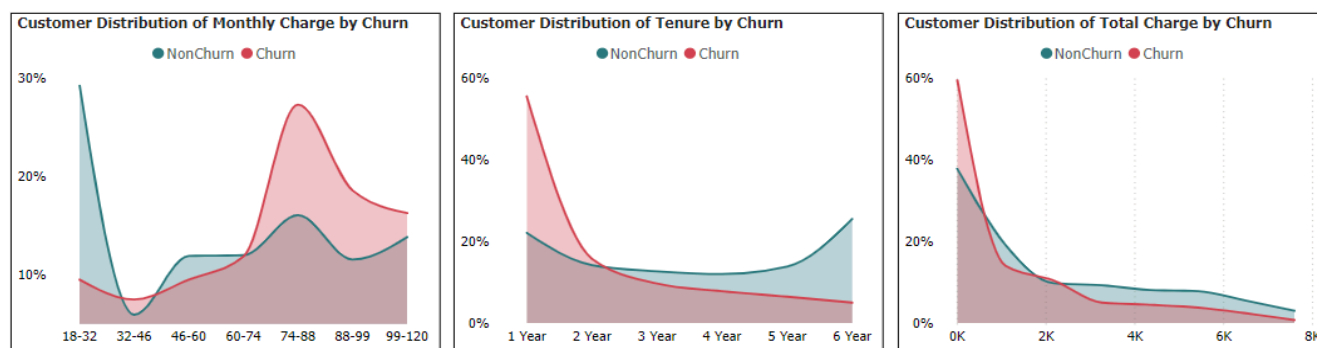 Customer Distribution of Monthly Charge by Churn
NonChurn Churn
30%
20%
10%
18-32 32-46 46-60 60-74 74-88 88-99 99-120
Customer Distribution of Tenure by Churn
NonChurn Churn
60%
40%
20%
0%
1 Year 2 Year 3 Year 4 Year 5 Year 6 Year
Customer Distribution of Total Charge by Churn
NonChurn Churn
60%
40%
20%
0%
0K 2K 4K 6K 8K